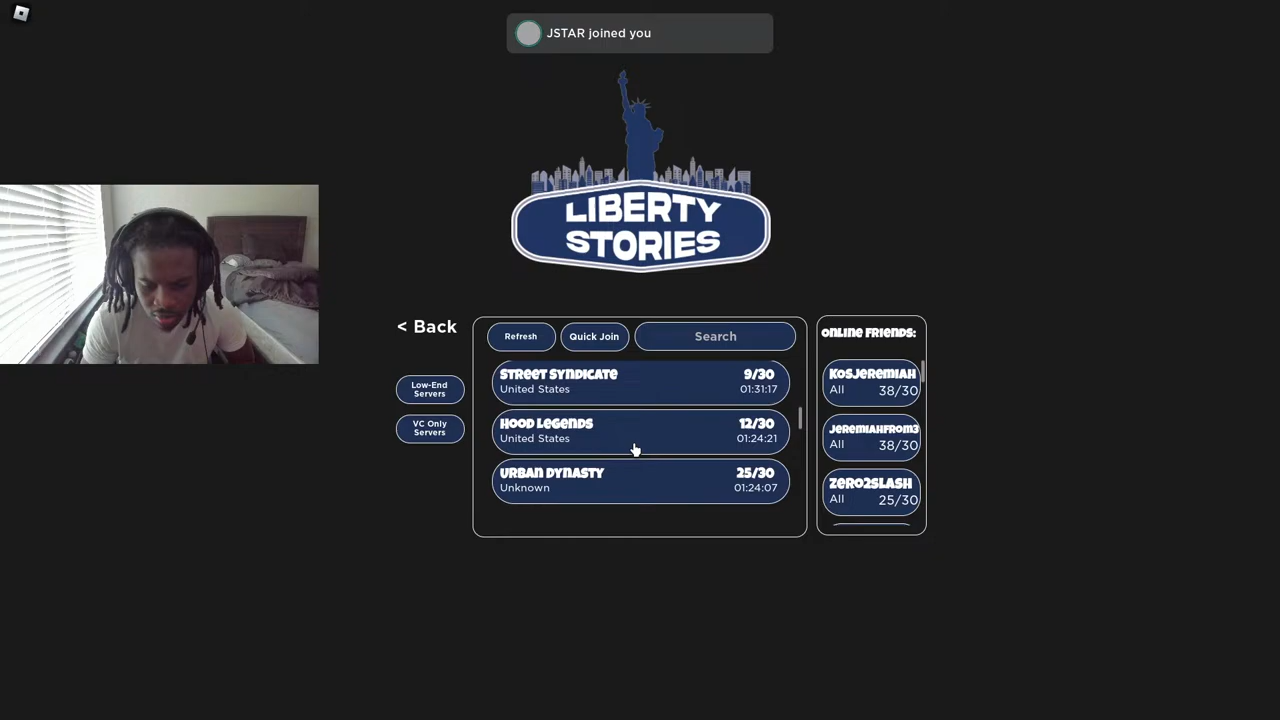 JSTAR joined you
LIBERTY
STORIES
< Back
Refresh
Quick Join
Search
Low-End
Servers
VC Only
Servers
STREET SYNDICATE 9/30
United States 01:31:17
HOOD LEGENDS 12/30
United States 01:24:21
URBAN DYNASTY 25/30
Unknown 01:24:07
ONLINE FRIENDS:
KOSJEREMIAH
All 38/30
JEREMIAHFROM3
All 38/30
ZERO2SLASH
All 25/30